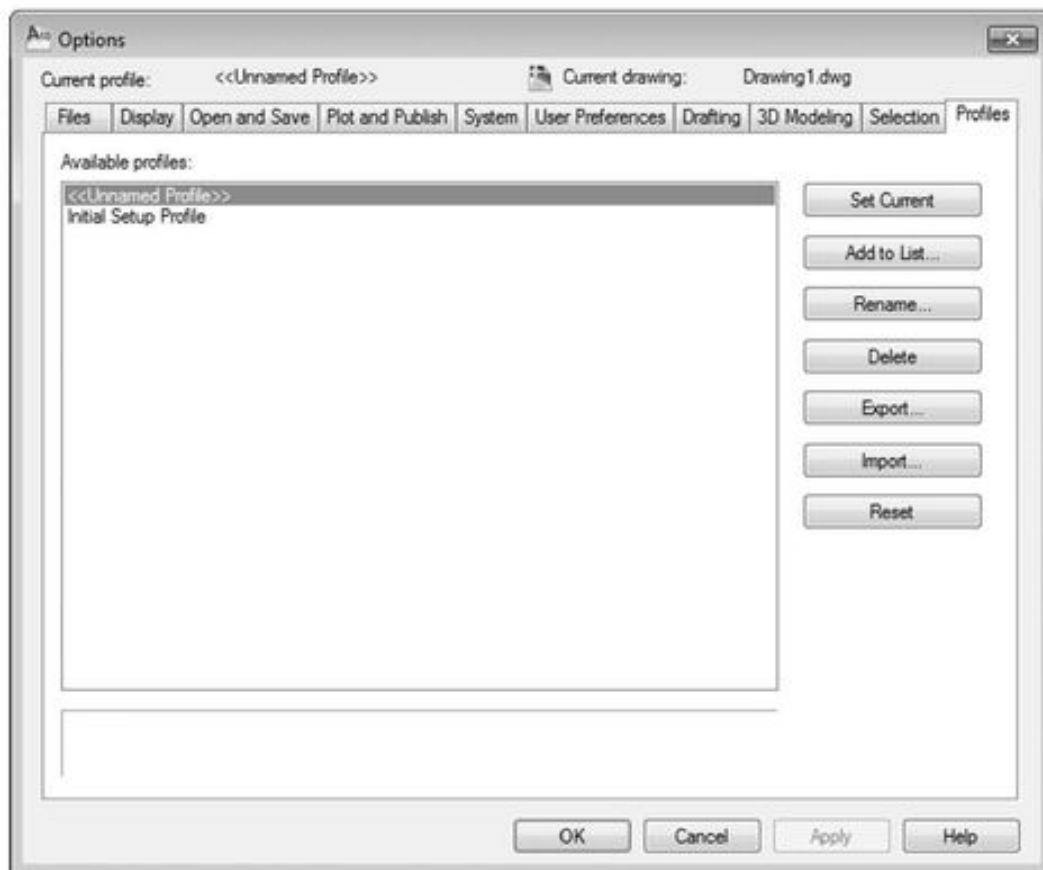 Options
Current profile: <<Unnamed Profile>> Current drawing: Drawing1.dwg
Files Display Open and Save Plot and Publish System User Preferences Drafting 3D Modeling Selection Profiles
Available profiles:
<<Unnamed Profile>>
Initial Setup Profile
Set Current
Add to List...
Rename...
Delete
Export...
Import...
Reset
OK Cancel Apply Help